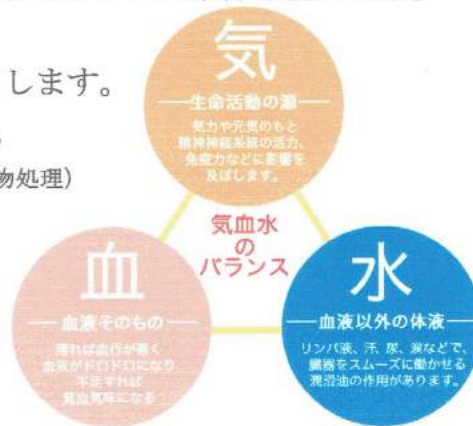 します。
物処理)
気
生命活動の源
気力や元気のもと
精神神経系統の活力、
免疫力などに影響を
及ぼします。
気血水
の
バランス
血
血液そのもの
滞れば血行が悪く
血液がドロドロになり
不足すれば
貧血気味になる
水
血液以外の体液
リンパ液、汗、尿、涙などで、
臓器をスムーズに働かせる
潤滑油の作用があります。